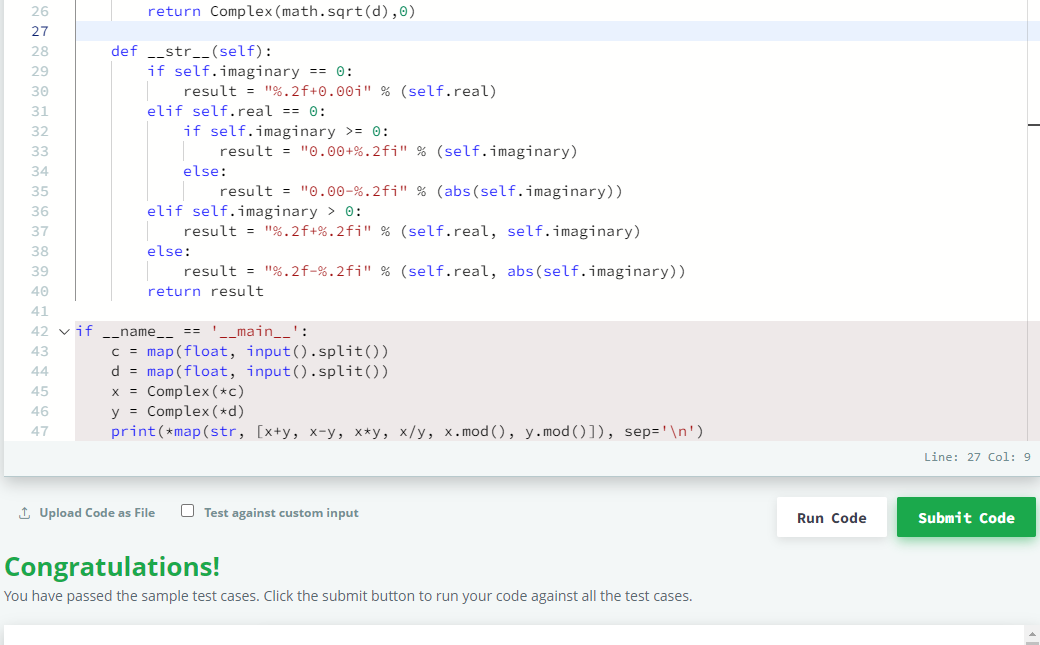 26 return Complex(math.sqrt(d),0)
27
28 def __str__(self):
29 if self.imaginary == 0:
30 result = "%.2f+0.00i" % (self.real)
31 elif self.real == 0:
32 if self.imaginary >= 0:
33 result = "0.00+%.2fi" % (self.imaginary)
34 else:
35 result = "0.00-%.2fi" % (abs(self.imaginary))
36 elif self.imaginary > 0:
37 result = "%.2f+%.2fi" % (self.real, self.imaginary)
38 else:
39 result = "%.2f-%.2fi" % (self.real, abs(self.imaginary))
40 return result
41
42 if __name__ == '__main__':
43 c = map(float, input().split())
44 d = map(float, input().split())
45 x = Complex(*c)
46 y = Complex(*d)
47 print(*map(str, [x+y, x-y, x*y, x/y, x.mod(), y.mod()]), sep='\n')
Line: 27 Col: 9
Upload Code as File Test against custom input Run Code Submit Code
Congratulations!
You have passed the sample test cases. Click the submit button to run your code against all the test cases.